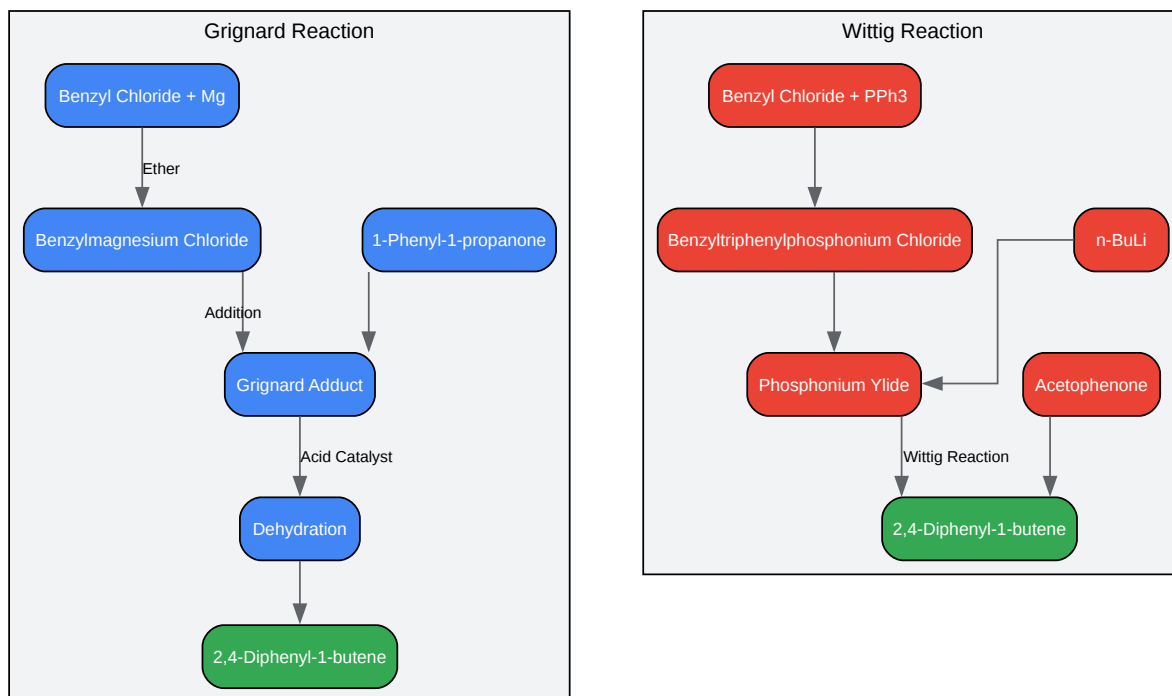 Grignard Reaction
Benzyl Chloride + Mg
Ether
Benzylmagnesium Chloride
1-Phenyl-1-propanone
Addition
Grignard Adduct
Acid Catalyst
Dehydration
2,4-Diphenyl-1-butene
Wittig Reaction
Benzyl Chloride + PPh3
Benzyltriphenylphosphonium Chloride
n-BuLi
Phosphonium Ylide
Acetophenone
Wittig Reaction
2,4-Diphenyl-1-butene